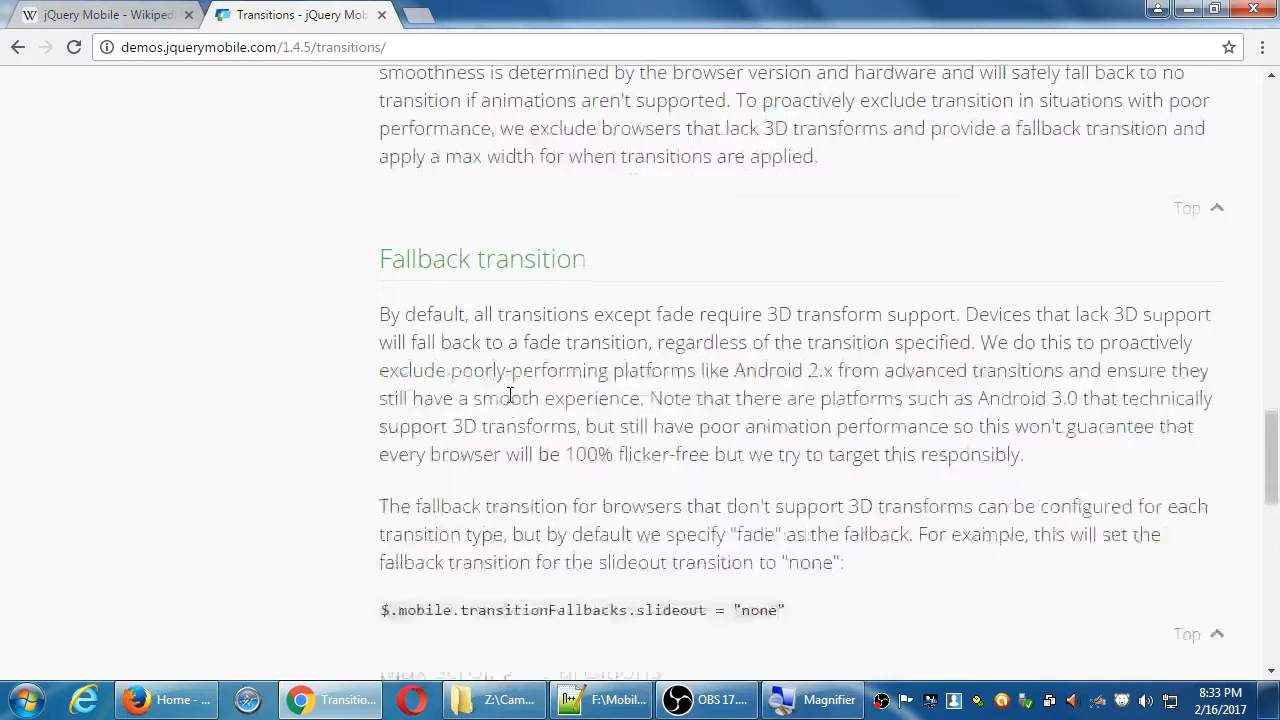 jQuery Mobile - Wikiped
Transitions - jQuery Mob
demos.jquerymobile.com/1.4.5/transitions/
smoothness is determined by the browser version and hardware and will safely fall back to no
transition if animations aren't supported. To proactively exclude transition in situations with poor
performance, we exclude browsers that lack 3D transforms and provide a fallback transition and
apply a max width for when transitions are applied.
Top
Fallback transition
By default, all transitions except fade require 3D transform support. Devices that lack 3D support
will fall back to a fade transition, regardless of the transition specified. We do this to proactively
exclude poorly-performing platforms like Android 2.x from advanced transitions and ensure they
still have a smooth experience. Note that there are platforms such as Android 3.0 that technically
support 3D transforms, but still have poor animation performance so this won't guarantee that
every browser will be 100% flicker-free but we try to target this responsibly.
The fallback transition for browsers that don't support 3D transforms can be configured for each
transition type, but by default we specify "fade" as the fallback. For example, this will set the
fallback transition for the slideout transition to "none":
$.mobile.transitionFallbacks.slideout = "none"
Top
Home - ...
Transitio...
Z:\Cam...
F:\Mobil...
OBS 17....
Magnifier
8:33 PM
2/16/2017